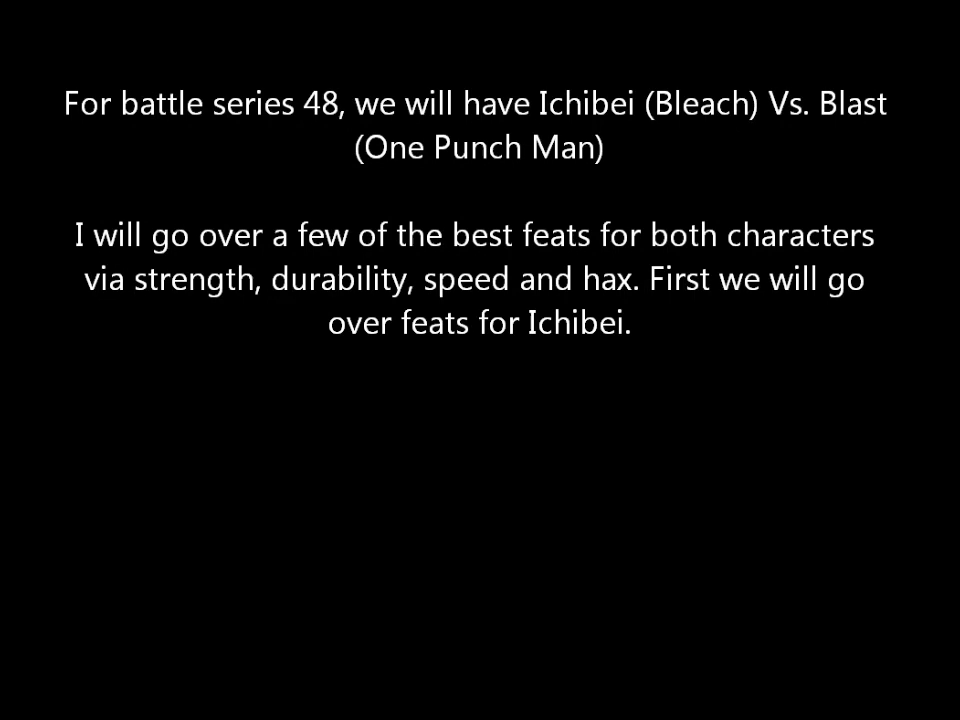 For battle series 48, we will have Ichibei (Bleach) Vs. Blast
(One Punch Man)
I will go over a few of the best feats for both characters
via strength, durability, speed and hax. First we will go
over feats for Ichibei.